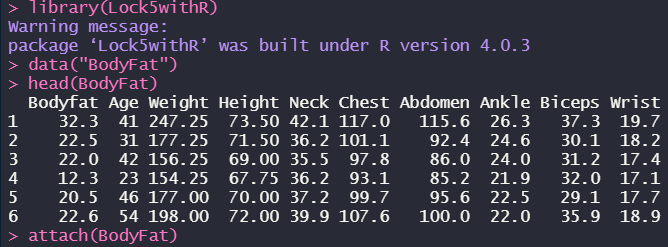 > library(Lock5withR)
Warning message:
package ‘Lock5withR’ was built under R version 4.0.3
> data("BodyFat")
> head(BodyFat)
  Bodyfat Age Weight Height Neck Chest Abdomen Ankle Biceps Wrist
1    32.3  41 247.25  73.50 42.1 117.0   115.6  26.3   37.3  19.7
2    22.5  31 177.25  71.50 36.2 101.1    92.4  24.6   30.1  18.2
3    22.0  42 156.25  69.00 35.5  97.8    86.0  24.0   31.2  17.4
4    12.3  23 154.25  67.75 36.2  93.1    85.2  21.9   32.0  17.1
5    20.5  46 177.00  70.00 37.2  99.7    95.6  22.5   29.1  17.7
6    22.6  54 198.00  72.00 39.9 107.6   100.0  22.0   35.9  18.9
> attach(BodyFat)